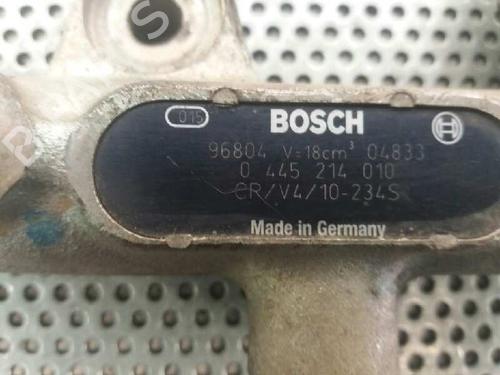 015 BOSCH
96804 V=18cm³ 04833
0 445 214 010
CR/V4/10-234S
Made in Germany